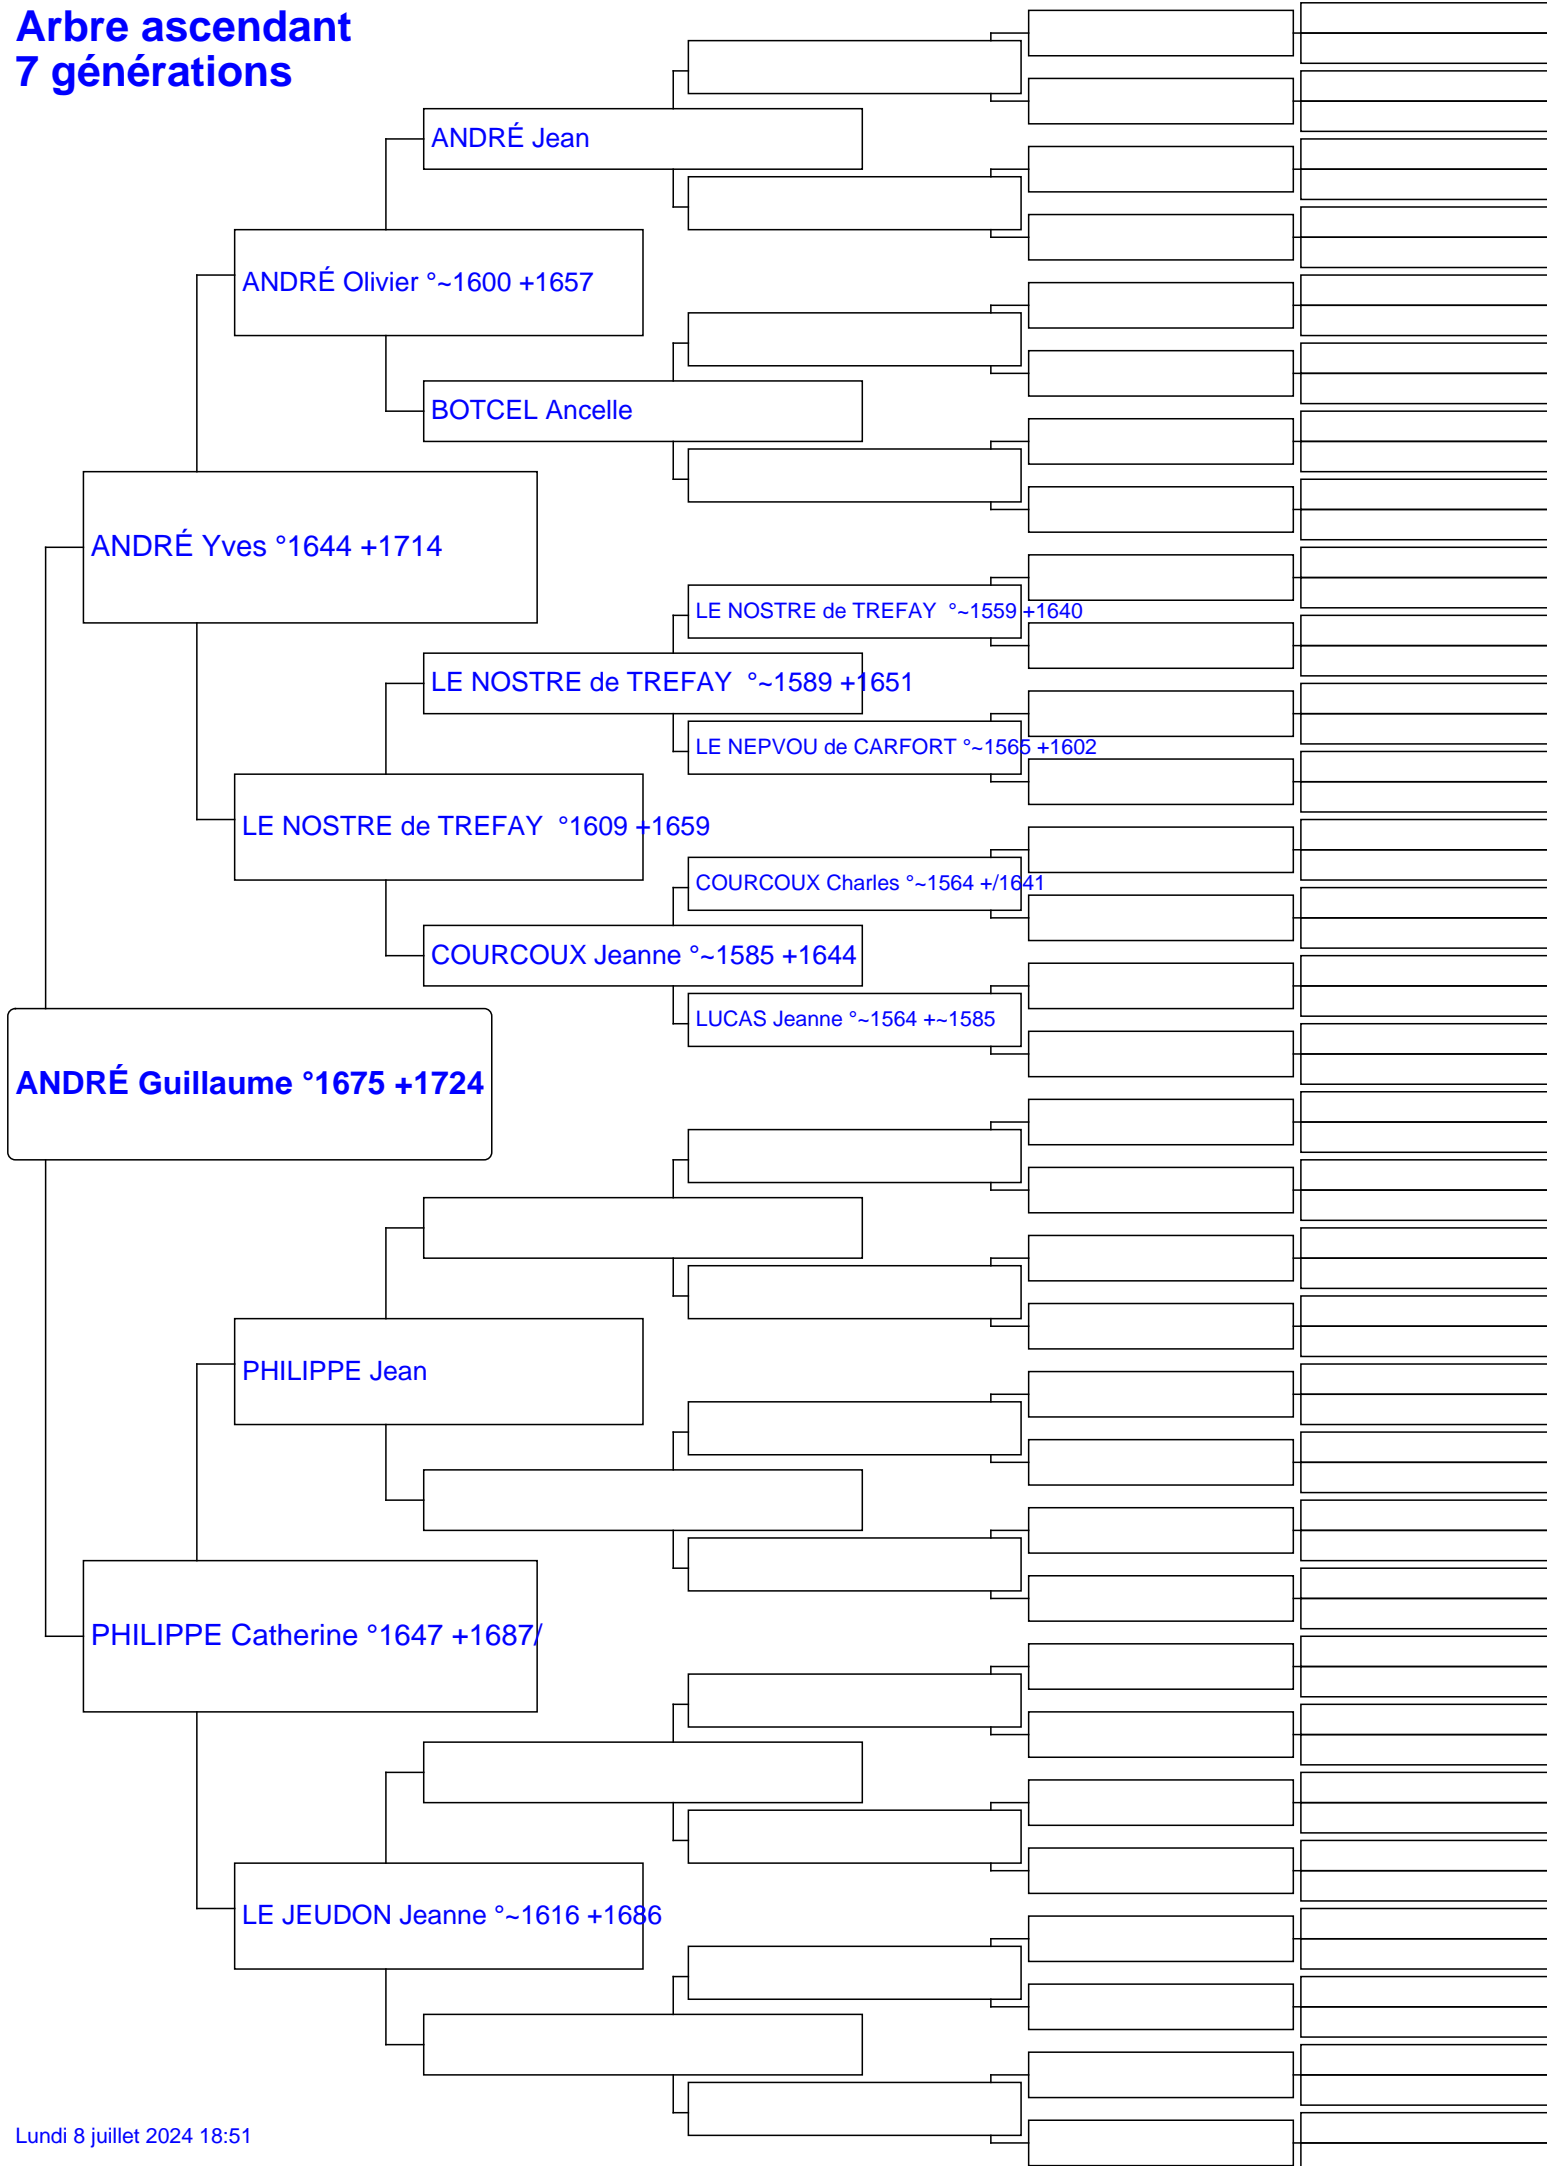 Arbre ascendant
7 générations
ANDRÉ Jean
ANDRÉ Olivier °~1600 +1657
BOTCEL Ancelle
ANDRÉ Yves °1644 +1714
LE NOSTRE de TREFAY  °~1559 +1640
LE NOSTRE de TREFAY  °~1589 +1651
LE NEPVOU de CARFORT °~1565 +1602
LE NOSTRE de TREFAY  °1609 +1659
COURCOUX Charles °~1564 +/1641
COURCOUX Jeanne °~1585 +1644
LUCAS Jeanne °~1564 +~1585
ANDRÉ Guillaume °1675 +1724
PHILIPPE Jean
PHILIPPE Catherine °1647 +1687/
LE JEUDON Jeanne °~1616 +1686
Lundi 8 juillet 2024 18:51